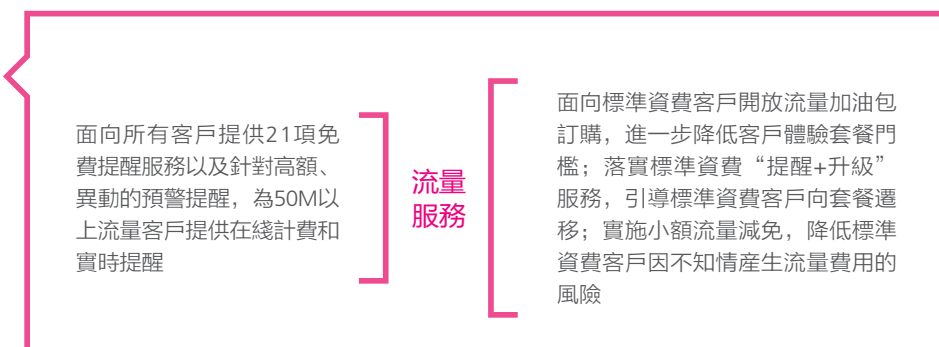 面向所有客戶提供21項免
費提醒服務以及針對高額、
異動的預警提醒，為50M以
上流量客戶提供在綫計費和
實時提醒
流量
服務
面向標準資費客戶開放流量加油包
訂購，進一步降低客戶體驗套餐門
檻；落實標準資費“提醒+升級”
服務，引導標準資費客戶向套餐遷
移；實施小額流量減免，降低標準
資費客戶因不知情産生流量費用的
風險